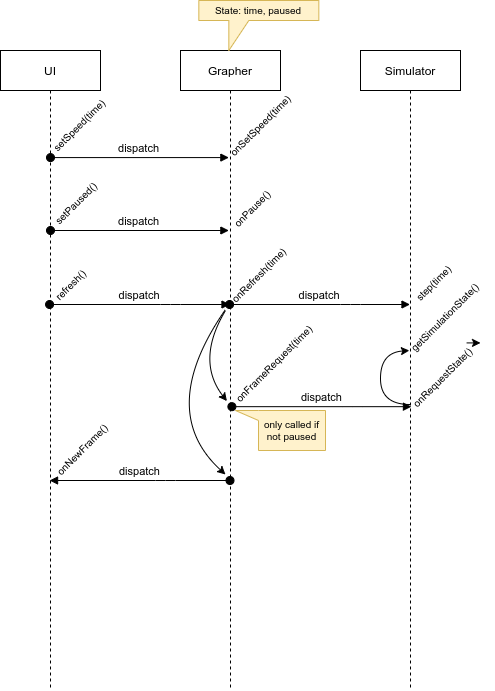 State: time, paused
UI
Grapher
Simulator
setSpeed(time)
onSetSpeed(time)
dispatch
setPaused()
onPause()
dispatch
refresh()
onRefresh(time)
step(time)
dispatch
dispatch
getSimulationState()
onFrameRequest(time)
onRequestState()
dispatch
only called if
not paused
onNewFrame()
dispatch